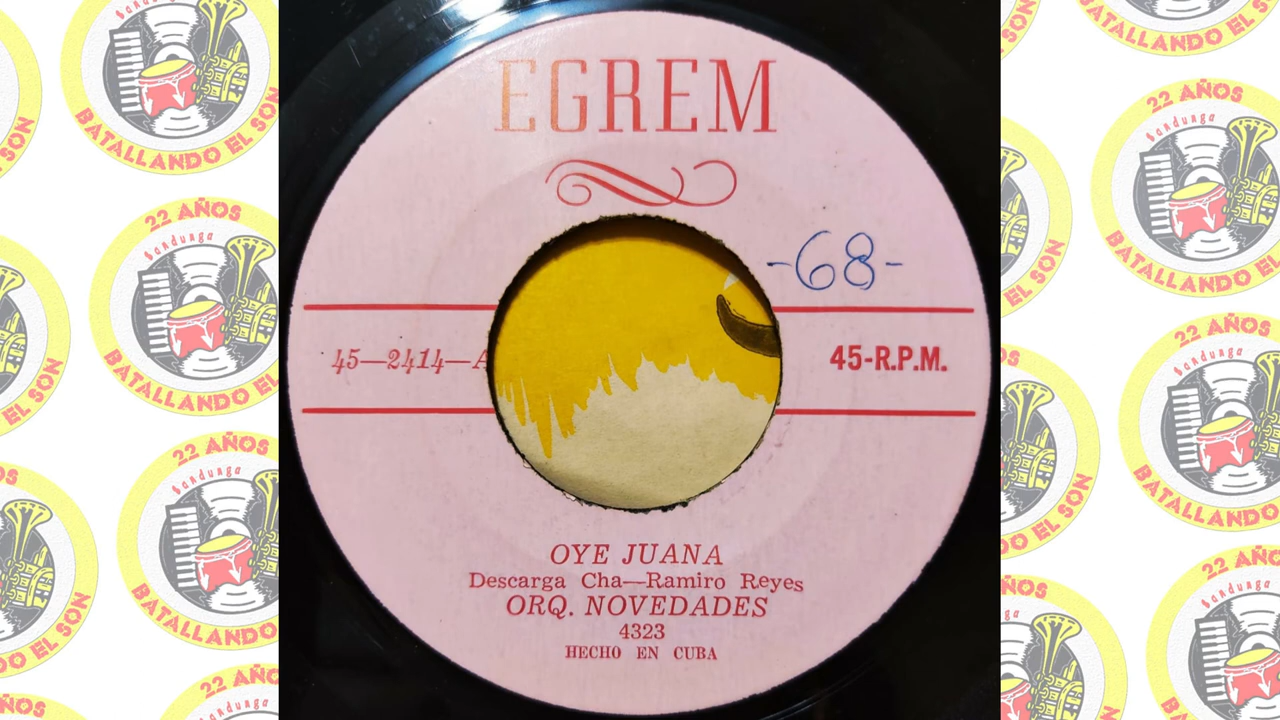 EGREM
-68-
45—2414—A
45-R.P.M.
OYE JUANA
Descarga Cha—Ramiro Reyes
ORQ. NOVEDADES
4323
HECHO EN CUBA
22 AÑOS
Sandunga
BATALLANDO EL SON